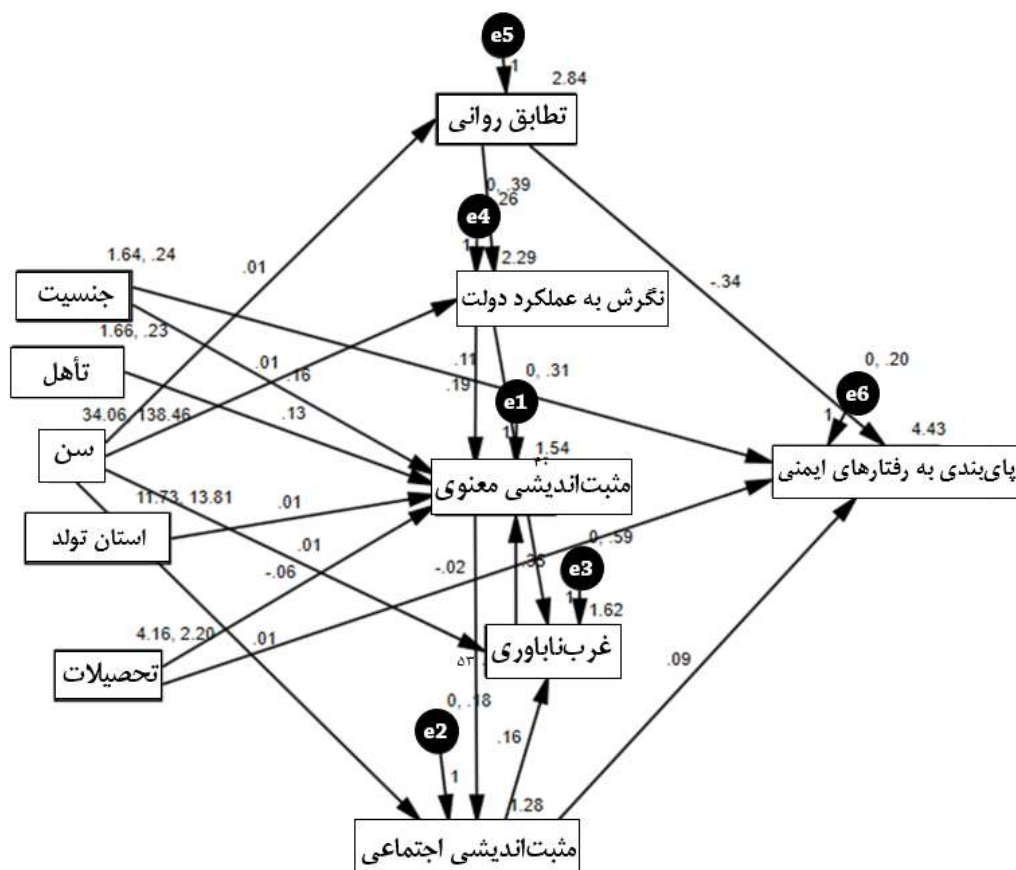 e5
1
2.84
تطابق روانی
0, .39
.26
e4
1
2.29
1.64, .24
.01
-.34
جنسیت
نگرش به عملکرد دولت
1.66, .23
.01
.16
.11
.19
0, .31
0, .20
تأهل
e1
e6
34.06, 138.46
.13
1
1
4.43
سن
1.54
پای‌بندی به رفتارهای ایمنی
مثبت‌اندیشی معنوی
11.73, 13.81
.01
استان تولد
.01
-.02
0, .59
-.06
e3
1
1.62
4.16, 2.20
.01
غرب‌ناباوری
تحصیلات
۵۳
.09
0, .18
e2
.16
1
1.28
مثبت‌اندیشی اجتماعی